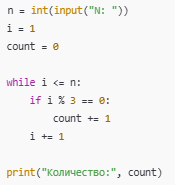 n = int(input("N: "))
i = 1
count = 0

while i <= n:
    if i % 3 == 0:
        count += 1
    i += 1

print("Количество:", count)